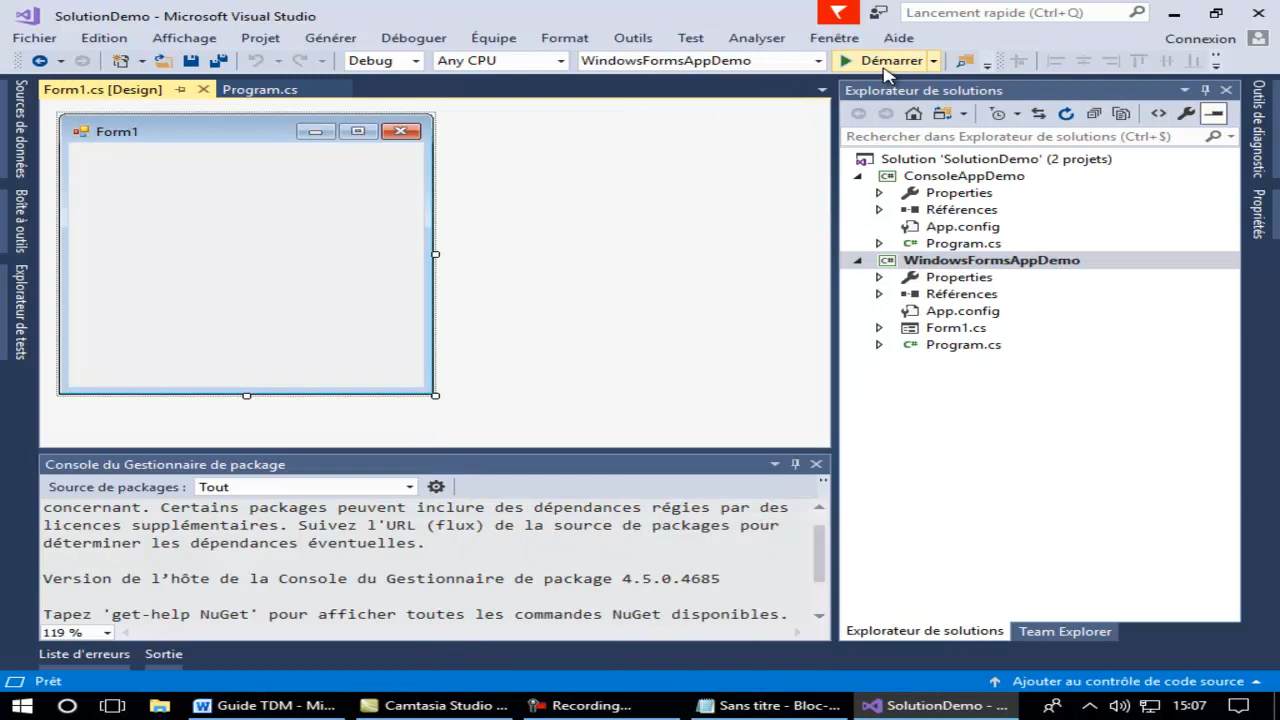 SolutionDemo - Microsoft Visual Studio
Lancement rapide (Ctrl+Q)
Fichier Edition Affichage Projet Générer Déboguer Équipe Format Outils Test Analyser Fenêtre Aide Connexion
Debug Any CPU WindowsFormsAppDemo Démarrer
Sources de données
Boîte à outils
Explorateur de tests
Form1.cs [Design] Program.cs
Form1
Console du Gestionnaire de package
Source de packages : Tout
concernant. Certains packages peuvent inclure des dépendances régies par des
licences supplémentaires. Suivez l'URL (flux) de la source de packages pour
déterminer les dépendances éventuelles.
Version de l’hôte de la Console du Gestionnaire de package 4.5.0.4685
Tapez 'get-help NuGet' pour afficher toutes les commandes NuGet disponibles.
119 %
Liste d'erreurs Sortie
Explorateur de solutions
Rechercher dans Explorateur de solutions (Ctrl+$)
Solution 'SolutionDemo' (2 projets)
C# ConsoleAppDemo
Properties
Références
App.config
C# Program.cs
C# WindowsFormsAppDemo
Properties
Références
App.config
Form1.cs
C# Program.cs
Explorateur de solutions Team Explorer
Outils de diagnostic
Propriétés
Prêt Ajouter au contrôle de code source
Guide TDM - Mi... Camtasia Studio ... Recording... Sans titre - Bloc-... SolutionDemo - ... 15:07